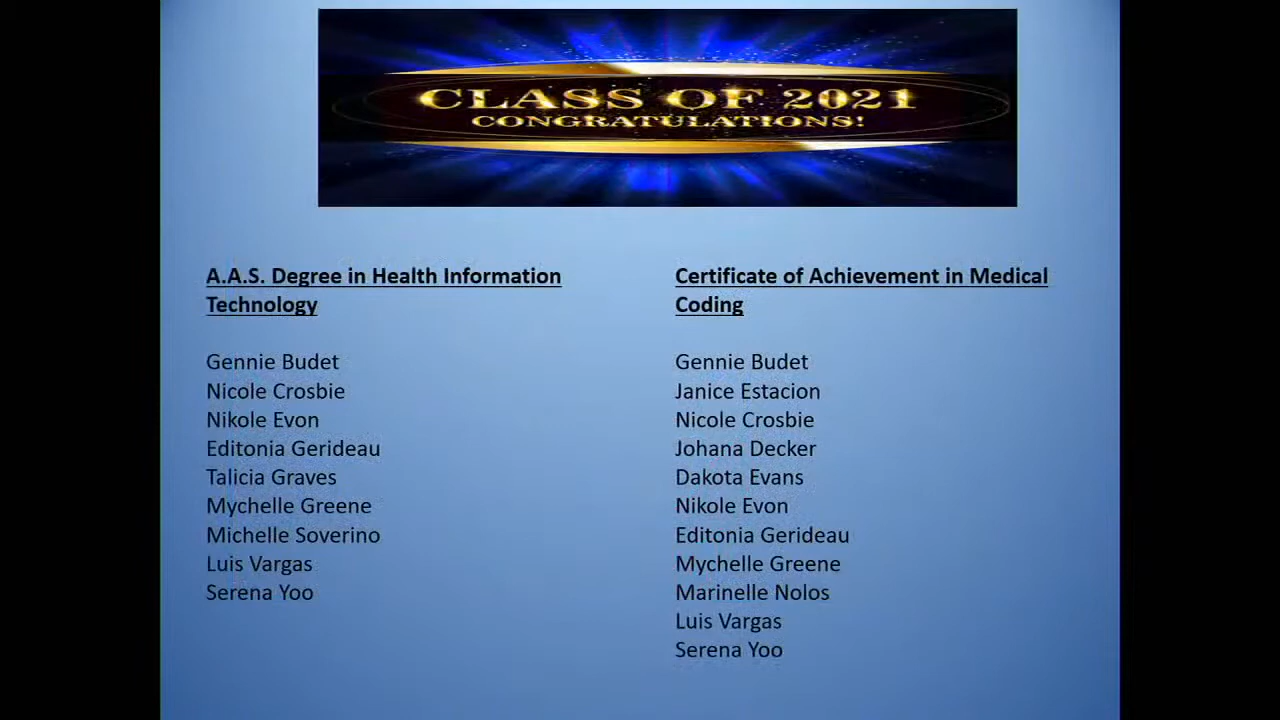 CLASS OF 2021
CONGRATULATIONS!
A.A.S. Degree in Health Information
Technology
Gennie Budet
Nicole Crosbie
Nikole Evon
Editonia Gerideau
Talicia Graves
Mychelle Greene
Michelle Soverino
Luis Vargas
Serena Yoo
Certificate of Achievement in Medical
Coding
Gennie Budet
Janice Estacion
Nicole Crosbie
Johana Decker
Dakota Evans
Nikole Evon
Editonia Gerideau
Mychelle Greene
Marinelle Nolos
Luis Vargas
Serena Yoo